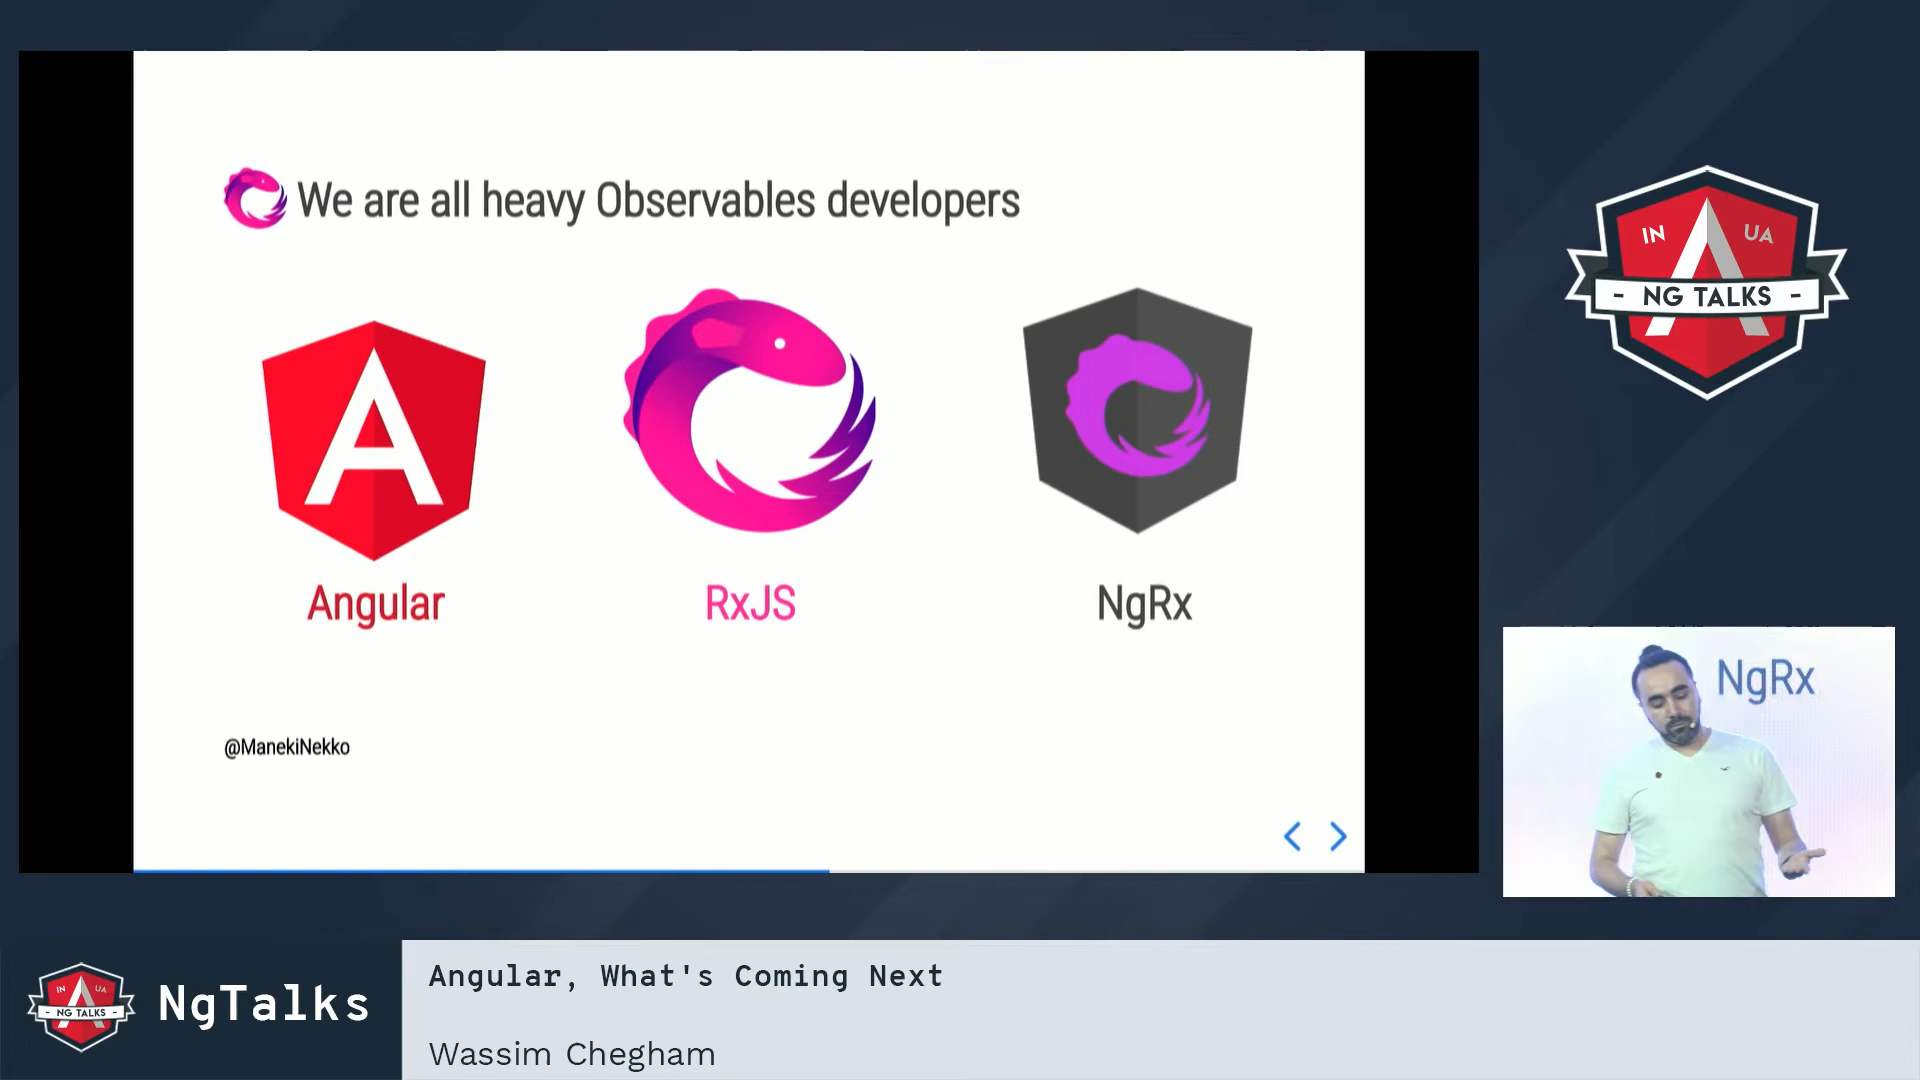 We are all heavy Observables developers
Angular
RxJS
NgRx
@ManekiNekko
IN UA
- NG TALKS -
NgRx
IN UA
- NG TALKS -
NgTalks
Angular, What's Coming Next
Wassim Chegham